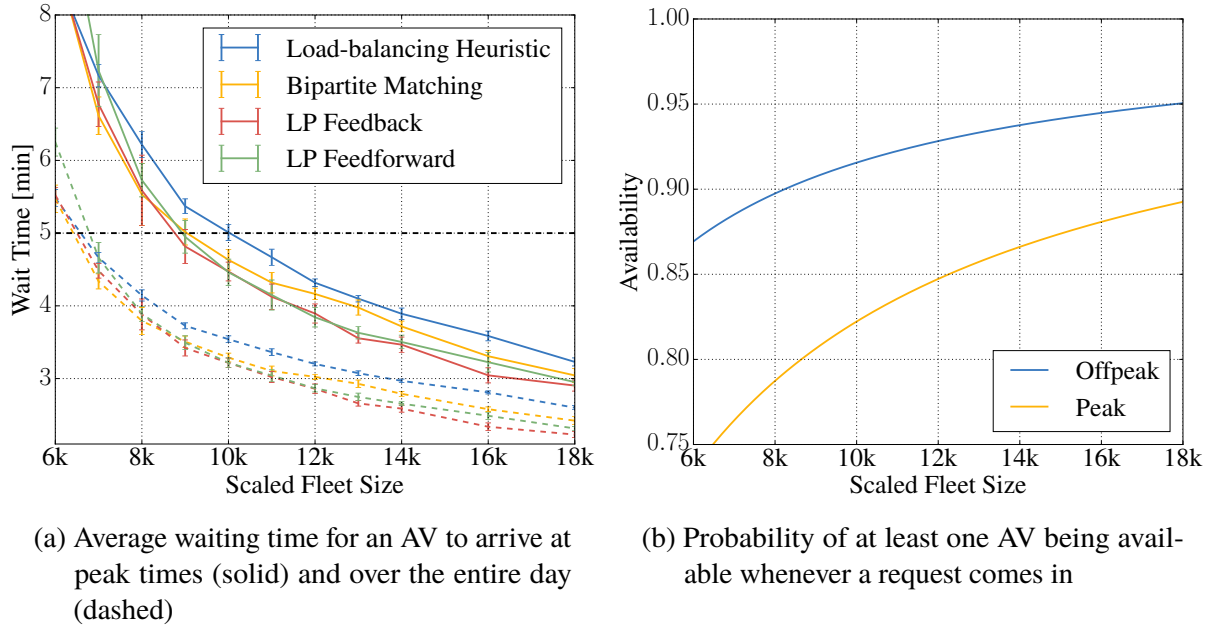 8
7
6
5
4
3
Wait Time [min]
Load-balancing Heuristic
Bipartite Matching
LP Feedback
LP Feedforward
6k 8k 10k 12k 14k 16k 18k
Scaled Fleet Size
(a) Average waiting time for an AV to arrive at
peak times (solid) and over the entire day
(dashed)
1.00
0.95
0.90
0.85
0.80
0.75
Availability
Offpeak
Peak
6k 8k 10k 12k 14k 16k 18k
Scaled Fleet Size
(b) Probability of at least one AV being avail-
able whenever a request comes in